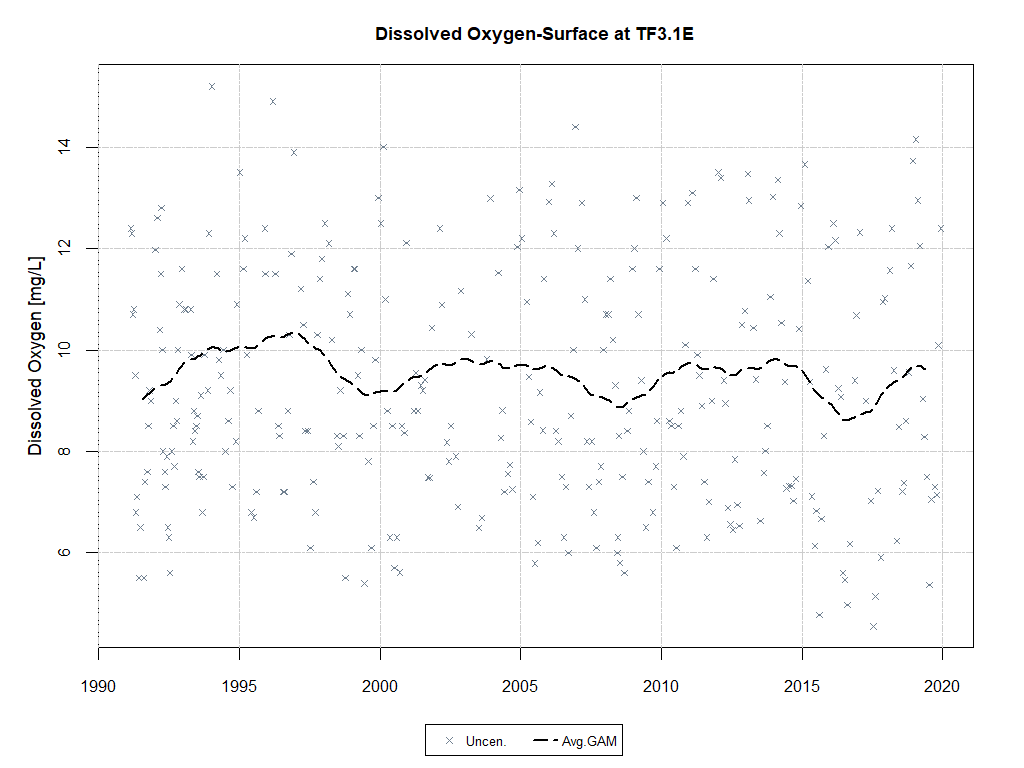 Dissolved Oxygen-Surface at TF3.1E
Dissolved Oxygen [mg/L]
14
12
10
8
6
1990 1995 2000 2005 2010 2015 2020
Uncen. Avg.GAM